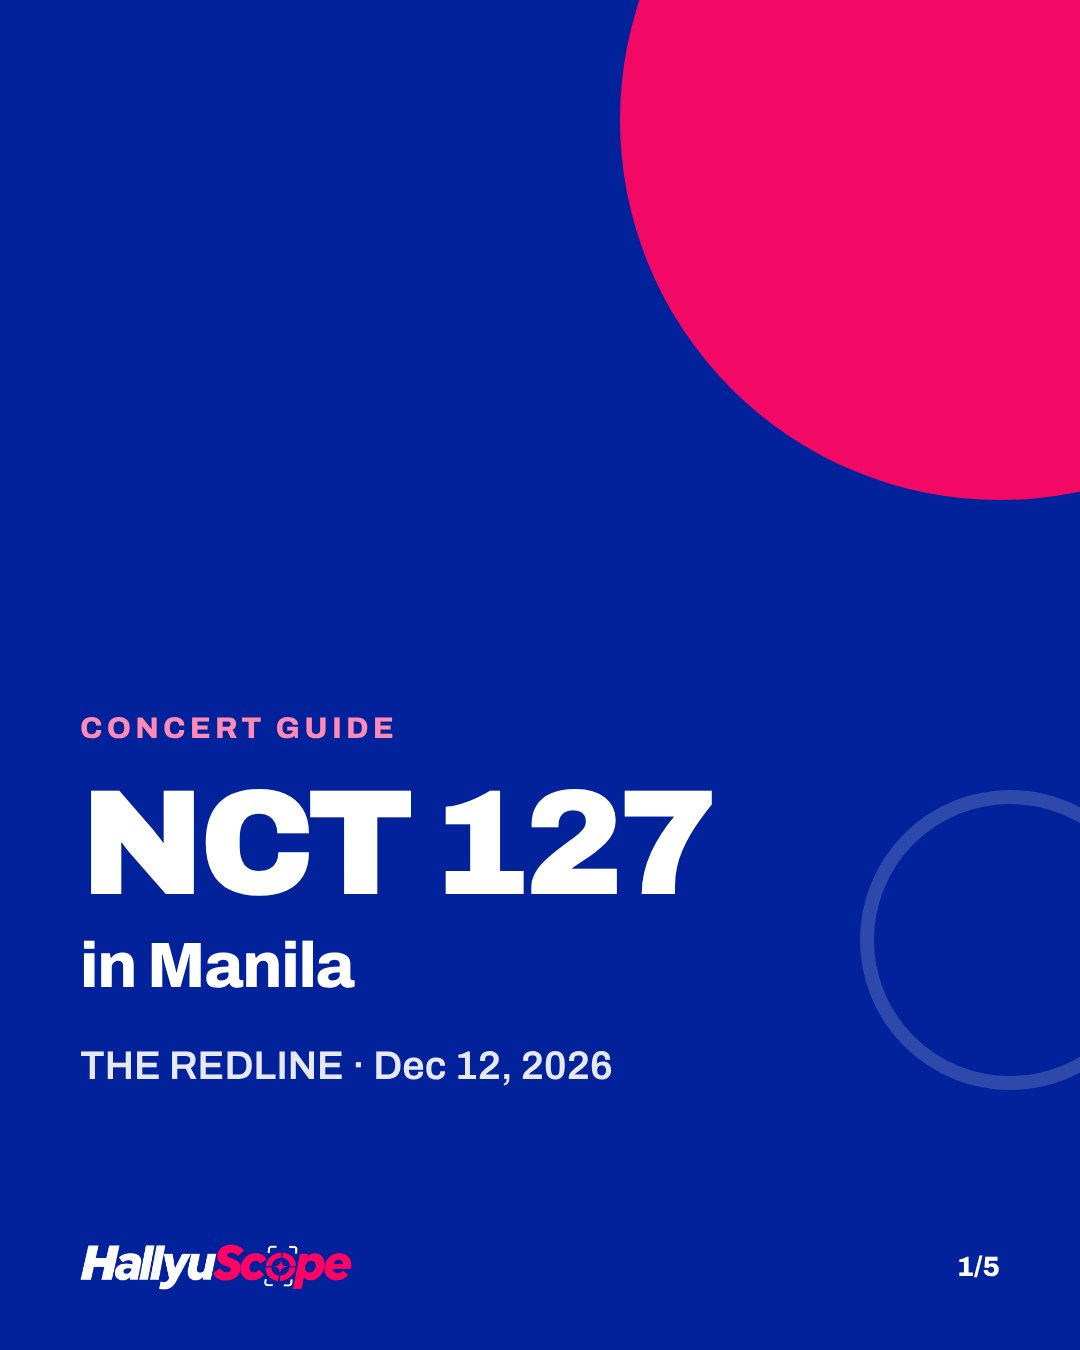 CONCERT GUIDE
NCT 127
in Manila
THE REDLINE · Dec 12, 2026
HallyuScope
1/5